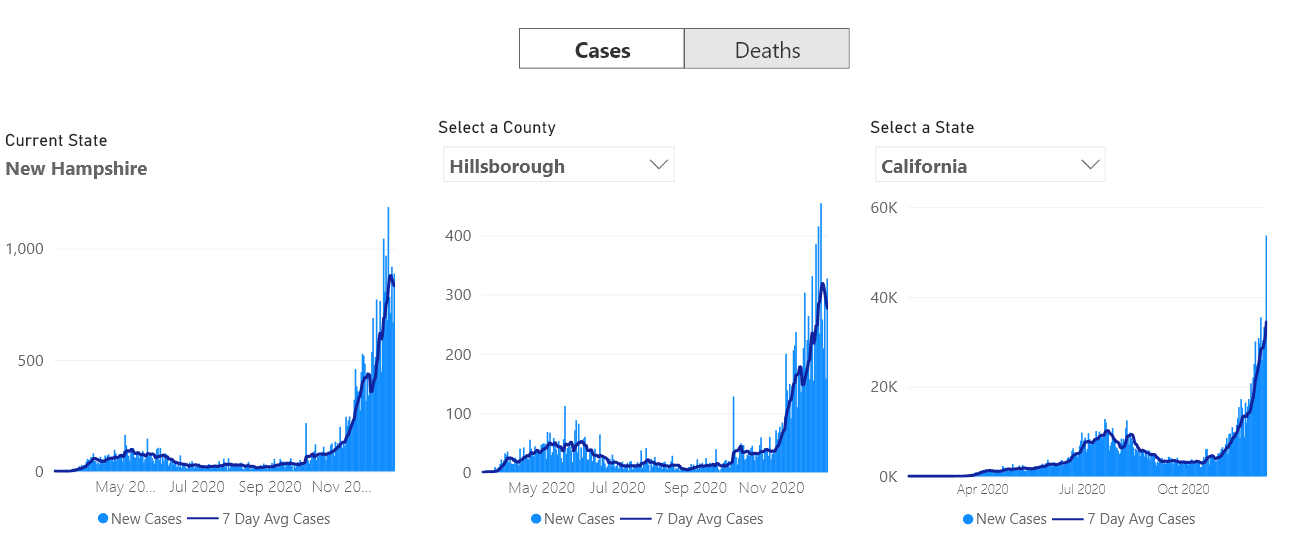 Cases Deaths
Current State
New Hampshire
Select a County
Hillsborough
Select a State
California
1,000
500
0
May 20... Jul 2020 Sep 2020 Nov 20...
New Cases 7 Day Avg Cases
400
300
200
100
0
May 2020 Jul 2020 Sep 2020 Nov 2020
New Cases 7 Day Avg Cases
60K
40K
20K
0K
Apr 2020 Jul 2020 Oct 2020
New Cases 7 Day Avg Cases